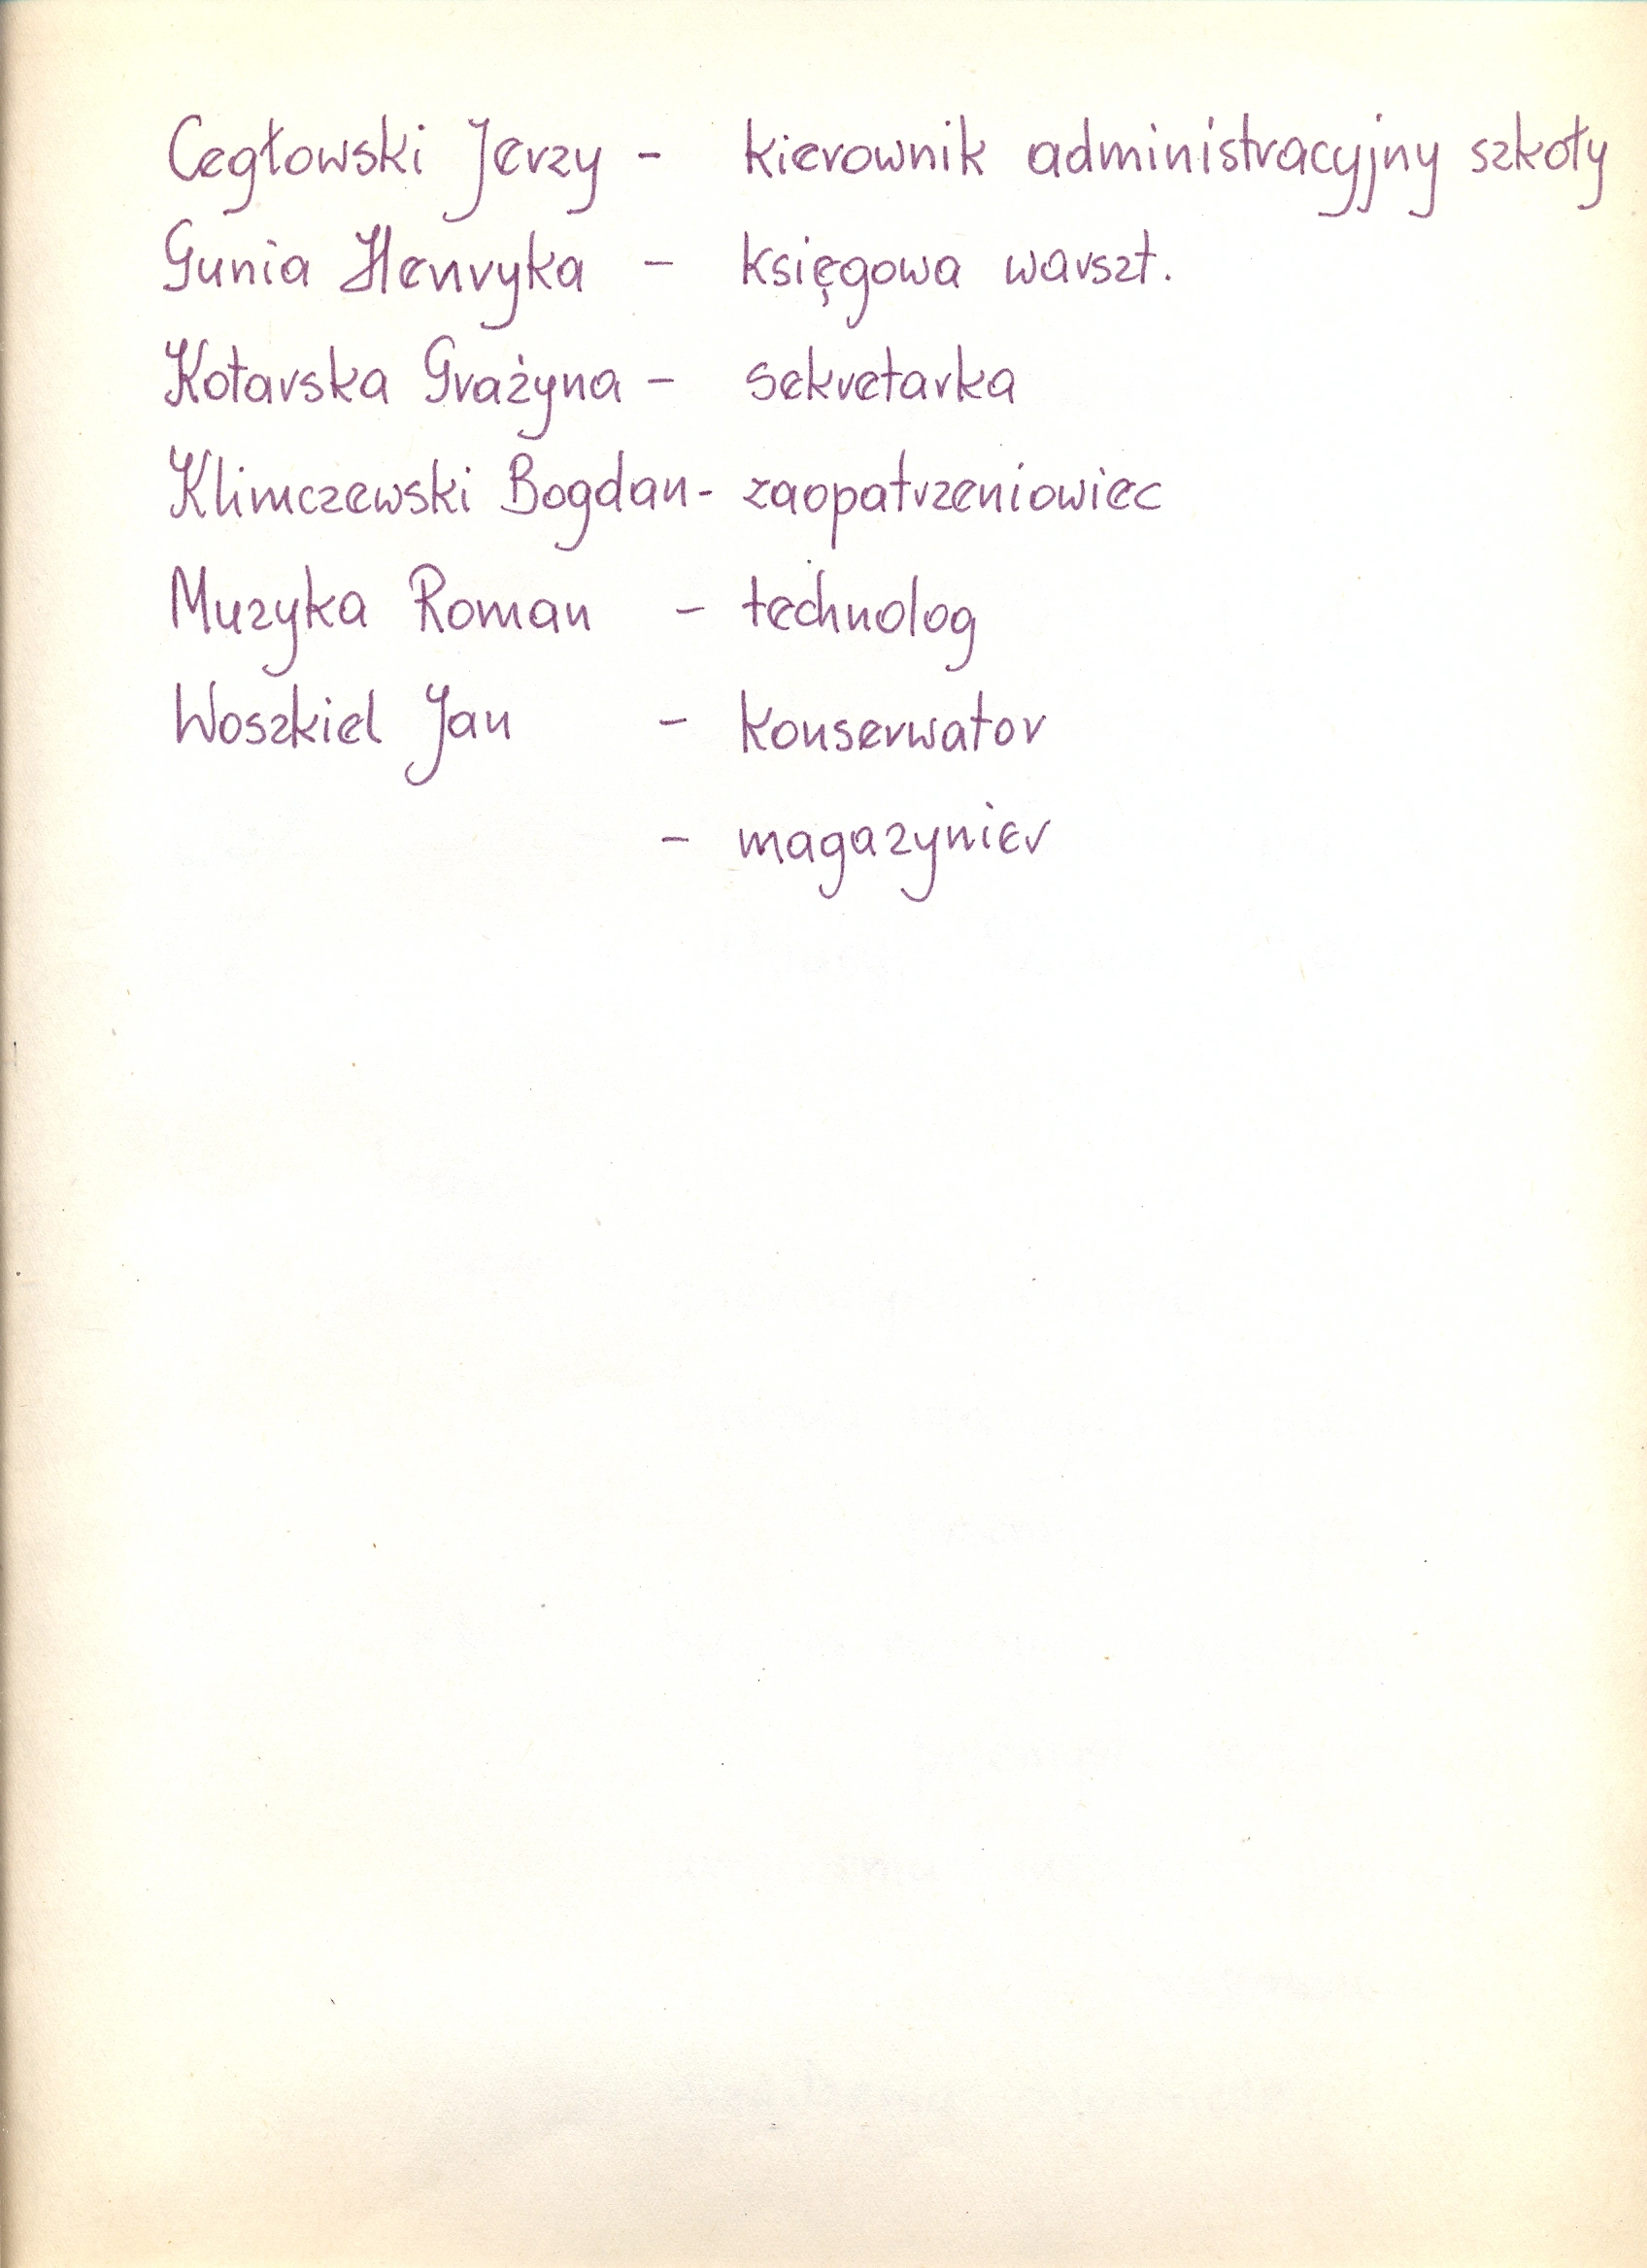 Cegłowski Jerzy - kierownik administracyjny szkoły
Gunia Henryka - księgowa warszt.
Kotarska Grażyna - sekretarka
Klimczewski Bogdan - zaopatrzeniowiec
Muzyka Roman - technolog
Woszkiel Jan - konserwator
- magazynier